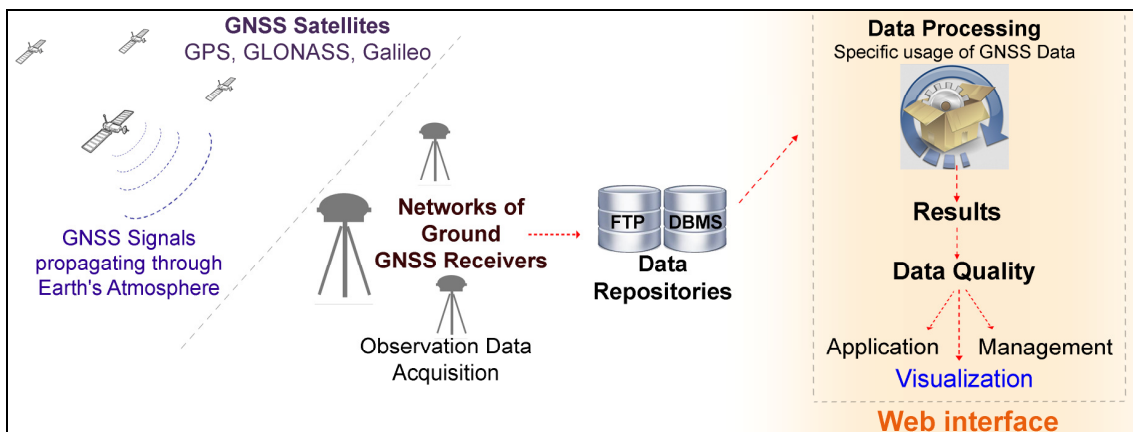 GNSS Satellites
GPS, GLONASS, Galileo
GNSS Signals
propagating through
Earth's Atmosphere
Networks of
Ground
GNSS Receivers
Observation Data
Acquisition
FTP
DBMS
Data
Repositories
Data Processing
Specific usage of GNSS Data
Results
Data Quality
Application
Management
Visualization
Web interface